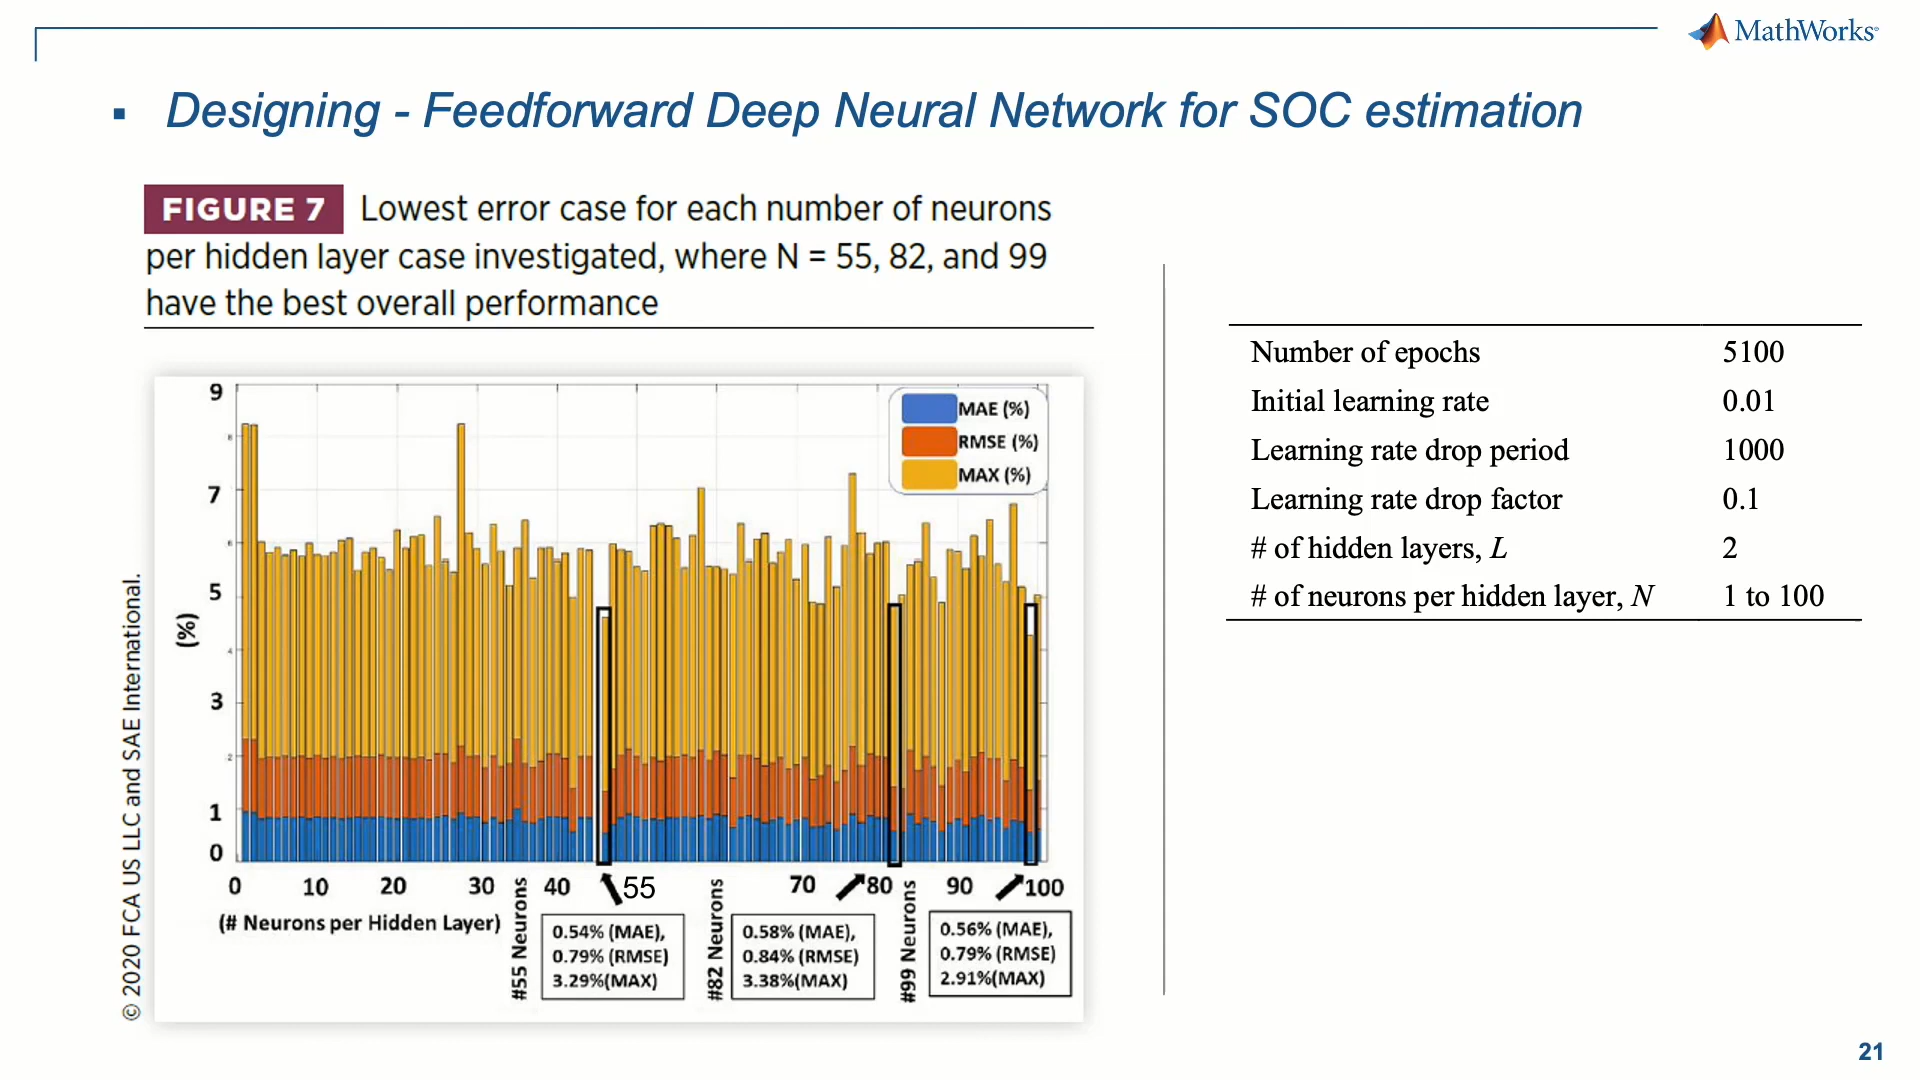 MathWorks
Designing - Feedforward Deep Neural Network for SOC estimation
FIGURE 7 Lowest error case for each number of neurons
per hidden layer case investigated, where N = 55, 82, and 99
have the best overall performance
© 2020 FCA US LLC and SAE International.
(%)
9
8
7
6
5
4
3
2
1
0
MAE (%)
RMSE (%)
MAX (%)
0 10 20 30 40 55 70 80 90 100
(# Neurons per Hidden Layer)
#55 Neurons
0.54% (MAE),
0.79% (RMSE)
3.29%(MAX)
#82 Neurons
0.58% (MAE),
0.84% (RMSE)
3.38%(MAX)
#99 Neurons
0.56% (MAE),
0.79% (RMSE)
2.91%(MAX)
Number of epochs 5100
Initial learning rate 0.01
Learning rate drop period 1000
Learning rate drop factor 0.1
# of hidden layers, L 2
# of neurons per hidden layer, N 1 to 100
21